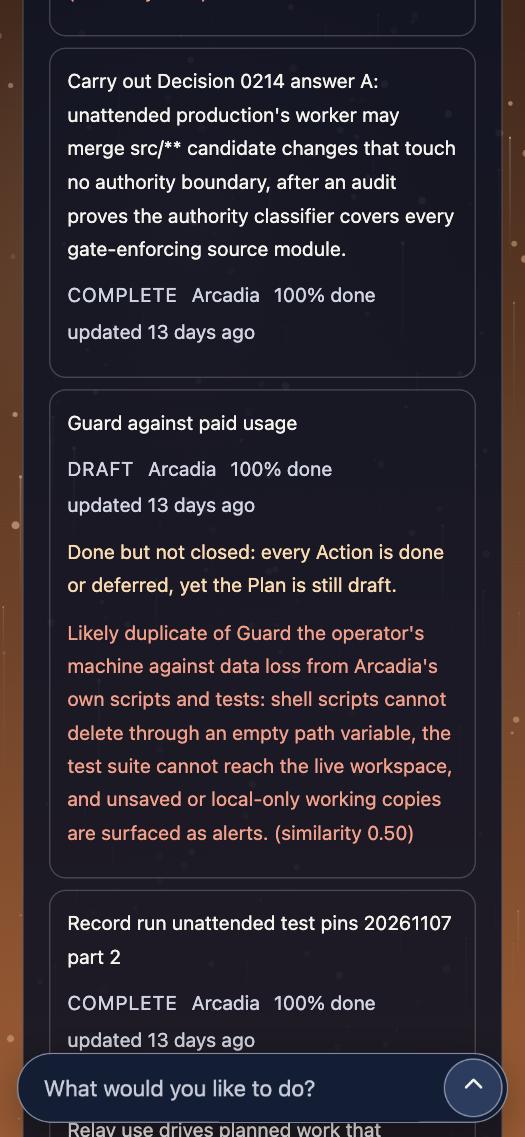 Carry out Decision 0214 answer A:
unattended production's worker may
merge src/** candidate changes that touch
no authority boundary, after an audit
proves the authority classifier covers every
gate-enforcing source module.
COMPLETE Arcadia 100% done
updated 13 days ago
Guard against paid usage
DRAFT Arcadia 100% done
updated 13 days ago
Done but not closed: every Action is done
or deferred, yet the Plan is still draft.
Likely duplicate of Guard the operator's
machine against data loss from Arcadia's
own scripts and tests: shell scripts cannot
delete through an empty path variable, the
test suite cannot reach the live workspace,
and unsaved or local-only working copies
are surfaced as alerts. (similarity 0.50)
Record run unattended test pins 20261107
part 2
COMPLETE Arcadia 100% done
updated 13 days ago
What would you like to do?
Relay use drives planned work that